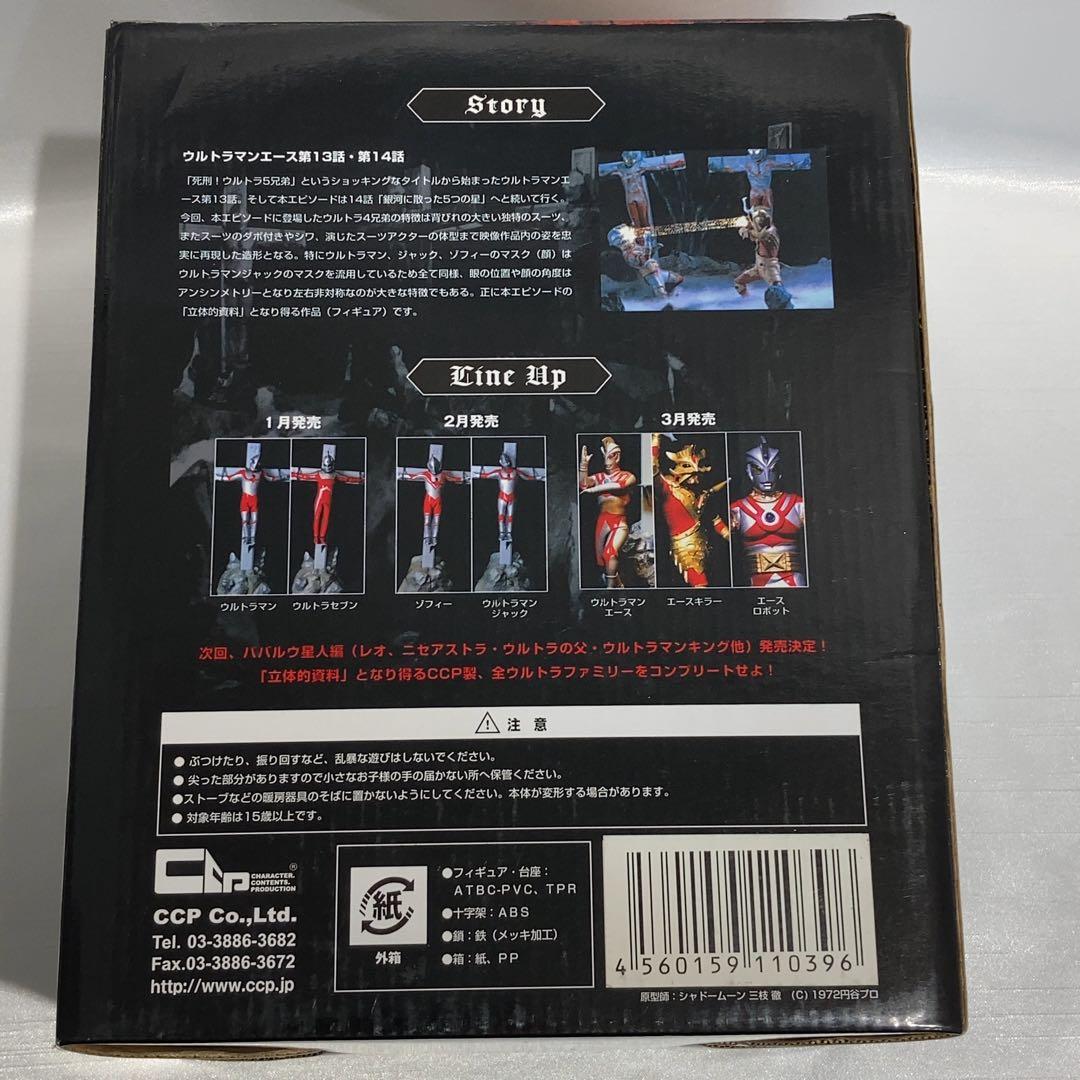 Story
ウルトラマンエース第13話・第14話
「死刑！ウルトラ5兄弟」というショッキングなタイトルから始まったウルトラマンエ
ース第13話。そして本エピソードは14話「銀河に散った5つの星」へと続いて行く。
今回、本エピソードに登場したウルトラ4兄弟の特徴は背びれの大きい独特のスーツ、
またスーツのダボ付きやシワ、演じたスーツアクターの体型まで映像作品内の姿を忠
実に再現した造形となる。特にウルトラマン、ジャック、ゾフィーのマスク（顔）は
ウルトラマンジャックのマスクを流用しているため全て同様、眼の位置や顔の角度は
アンシンメトリーとなり左右非対称なのが大きな特徴でもある。正に本エピソードの
「立体的資料」となり得る作品（フィギュア）です。
Line Up
1月発売
2月発売
3月発売
ウルトラマン
ウルトラセブン
ゾフィー
ウルトラマン
ジャック
ウルトラマン
エース
エースキラー
エース
ロボット
次回、ババルウ星人編（レオ、ニセアストラ・ウルトラの父・ウルトラマンキング他）発売決定！
「立体的資料」となり得るCCP製、全ウルトラファミリーをコンプリートせよ！
注 意
● ぶつけたり、振り回すなど、乱暴な遊びはしないでください。
● 尖った部分がありますので小さなお子様の手の届かない所へ保管ください。
●ストーブなどの暖房器具のそばに置かないようにしてください。本体が変形する場合があります。
● 対象年齢は15歳以上です。
CCP
CHARACTER.
CONTENTS.
PRODUCTION
®
CCP Co.,Ltd.
Tel. 03-3886-3682
Fax.03-3886-3672
http://www.ccp.jp
紙
外箱
●フィギュア・台座：
ATBC-PVC、TPR
●十字架：ABS
●鎖：鉄（メッキ加工）
●箱：紙、PP
4 560159 110396
原型師：シャドームーン 三枝 徹 （C）1972円谷プロ